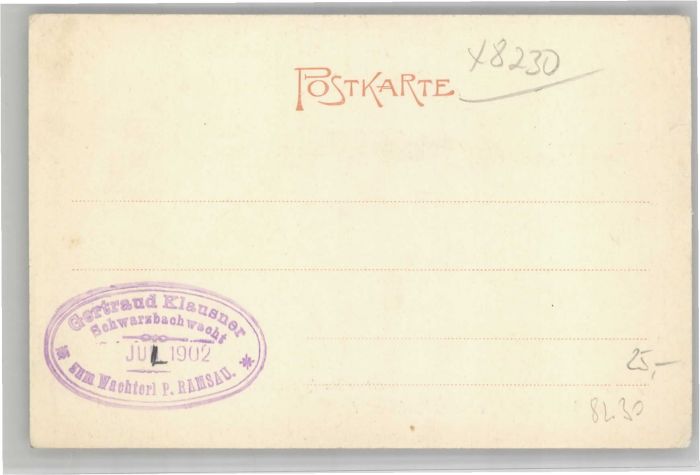 POSTKARTE
x8230
Gertraud Klausner
Schwarzbachwacht
JUL 1902
zum Wachterl P. RAMSAU.
25,-
8230